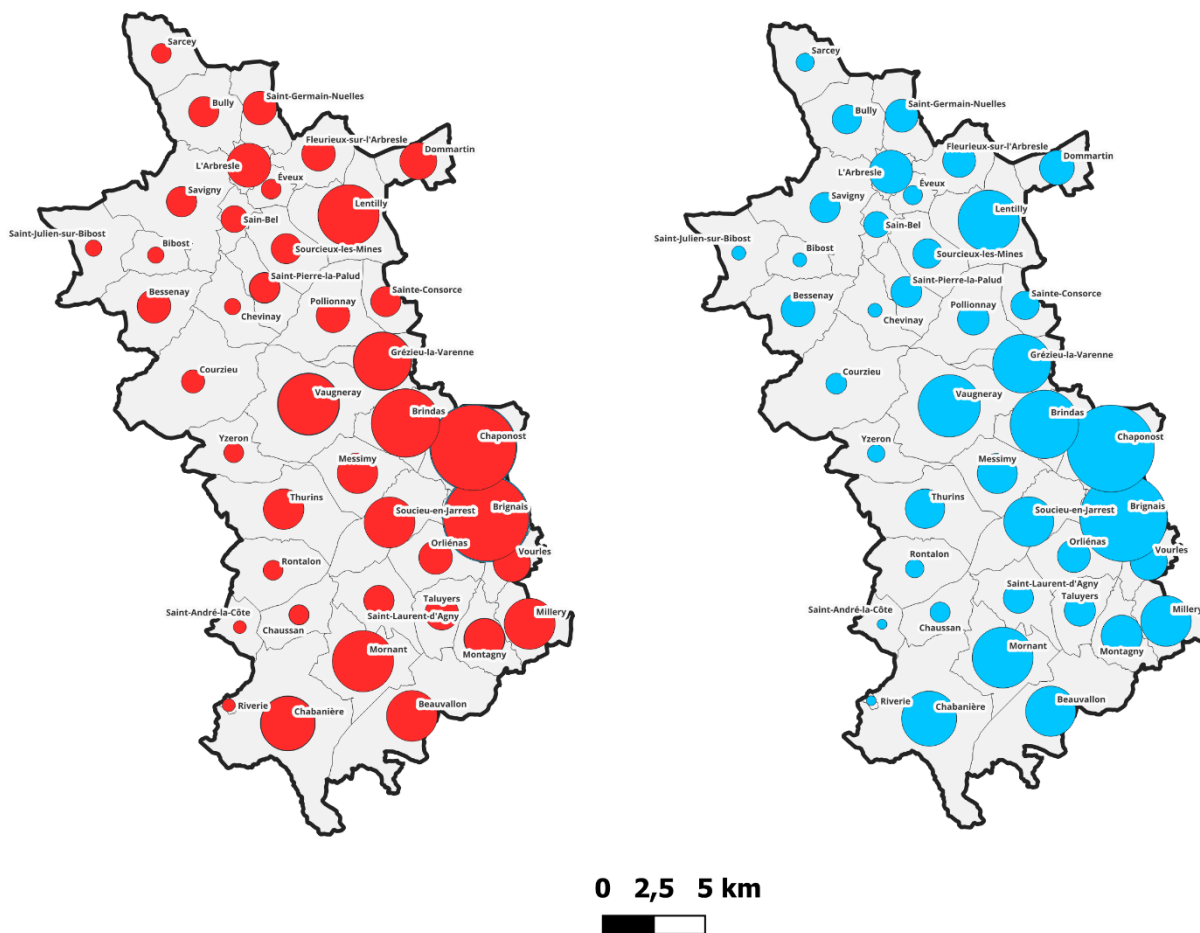 Sarcey
Bully
Saint-Germain-Nuelles
Fleurieux-sur-l'Arbresle
Dommartin
L'Arbresle
Éveux
Savigny
Lentilly
Sain-Bel
Saint-Julien-sur-Bibost
Bibost
Sourcieux-les-Mines
Saint-Pierre-la-Palud
Bessenay
Sainte-Consorce
Pollionnay
Chevinay
Grézieu-la-Varenne
Courzieu
Vaugneray
Brindas
Chaponost
Yzeron
Messimy
Thurins
Soucieu-en-Jarrest
Brignais
Orliénas
Vourles
Rontalon
Taluyers
Saint-André-la-Côte
Saint-Laurent-d'Agny
Millery
Chaussan
Mornant
Montagny
Riverie
Chabanière
Beauvallon
Sarcey
Saint-Germain-Nuelles
Bully
Fleurieux-sur-l'Arbresle
Dommartin
L'Arbresle
Éveux
Savigny
Lentilly
Sain-Bel
Saint-Julien-sur-Bibost
Bibost
Sourcieux-les-Mines
Saint-Pierre-la-Palud
Bessenay
Sainte-Consorce
Pollionnay
Chevinay
Grézieu-la-Varenne
Courzieu
Vaugneray
Brindas
Chaponost
Yzeron
Messimy
Thurins
Soucieu-en-Jarrest
Brignais
Orliénas
Vourles
Rontalon
Saint-Laurent-d'Agny
Taluyers
Saint-André-la-Côte
Millery
Chaussan
Mornant
Montagny
Riverie
Chabanière
Beauvallon
0 2,5 5 km